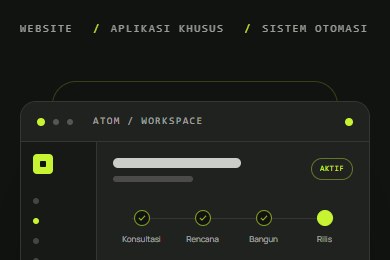 WEBSITE / APLIKASI KHUSUS / SISTEM OTOMASI
ATOM / WORKSPACE
AKTIF
Konsultasi Rencana Bangun Rilis